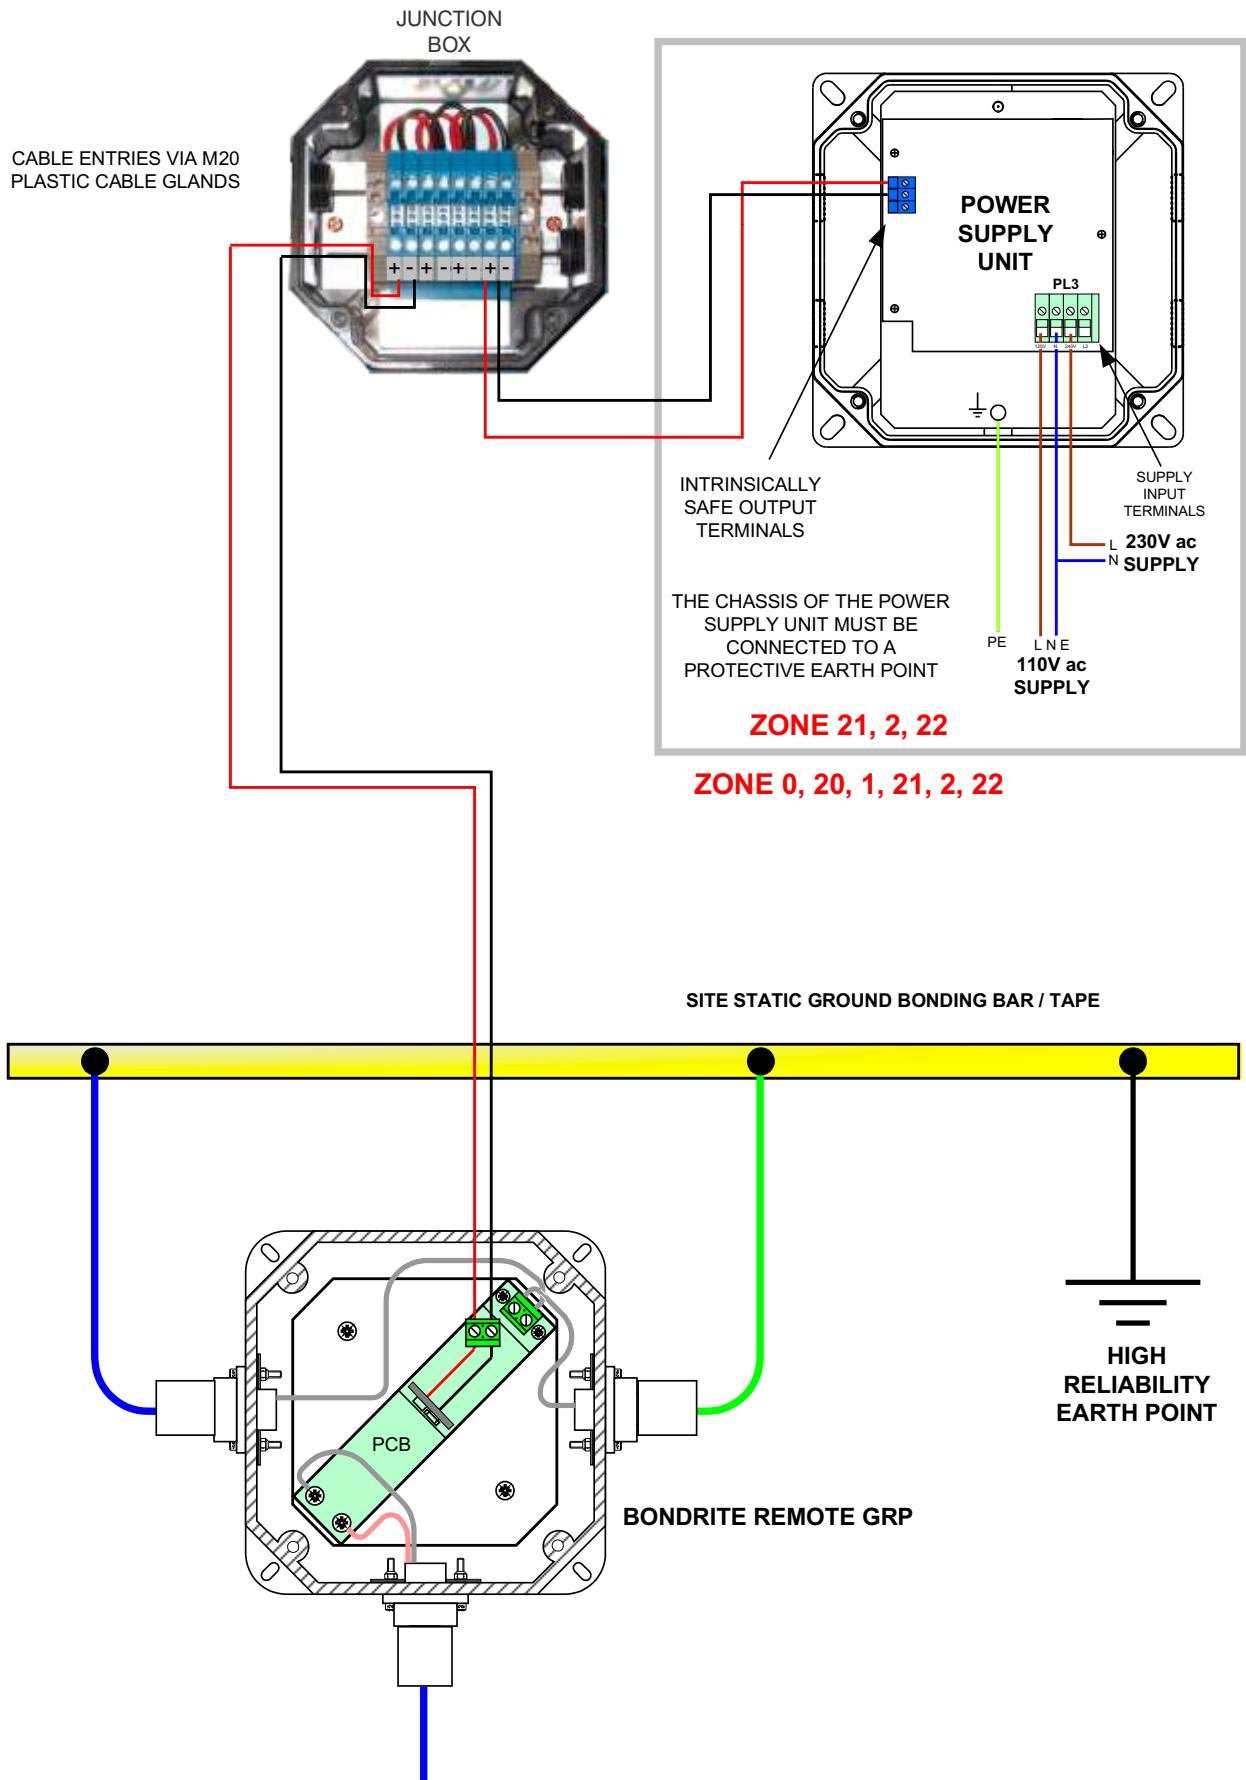 JUNCTION
BOX
CABLE ENTRIES VIA M20
PLASTIC CABLE GLANDS
+ - + - + - + -
POWER
SUPPLY
UNIT
PL3
120V N 240V L2
INTRINSICALLY
SAFE OUTPUT
TERMINALS
SUPPLY
INPUT
TERMINALS
L
N
230V ac
SUPPLY
THE CHASSIS OF THE POWER
SUPPLY UNIT MUST BE
CONNECTED TO A
PROTECTIVE EARTH POINT
PE
L N E
110V ac
SUPPLY
ZONE 21, 2, 22
ZONE 0, 20, 1, 21, 2, 22
SITE STATIC GROUND BONDING BAR / TAPE
HIGH
RELIABILITY
EARTH POINT
PCB
BONDRITE REMOTE GRP